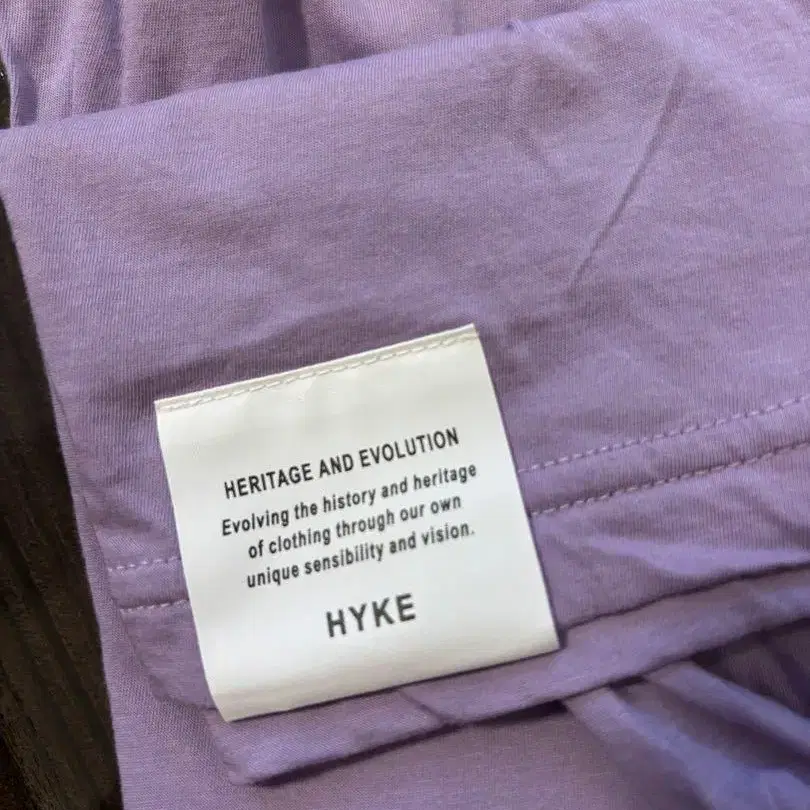 HERITAGE AND EVOLUTION
Evolving the history and heritage
of clothing through our own
unique sensibility and vision.
HYKE